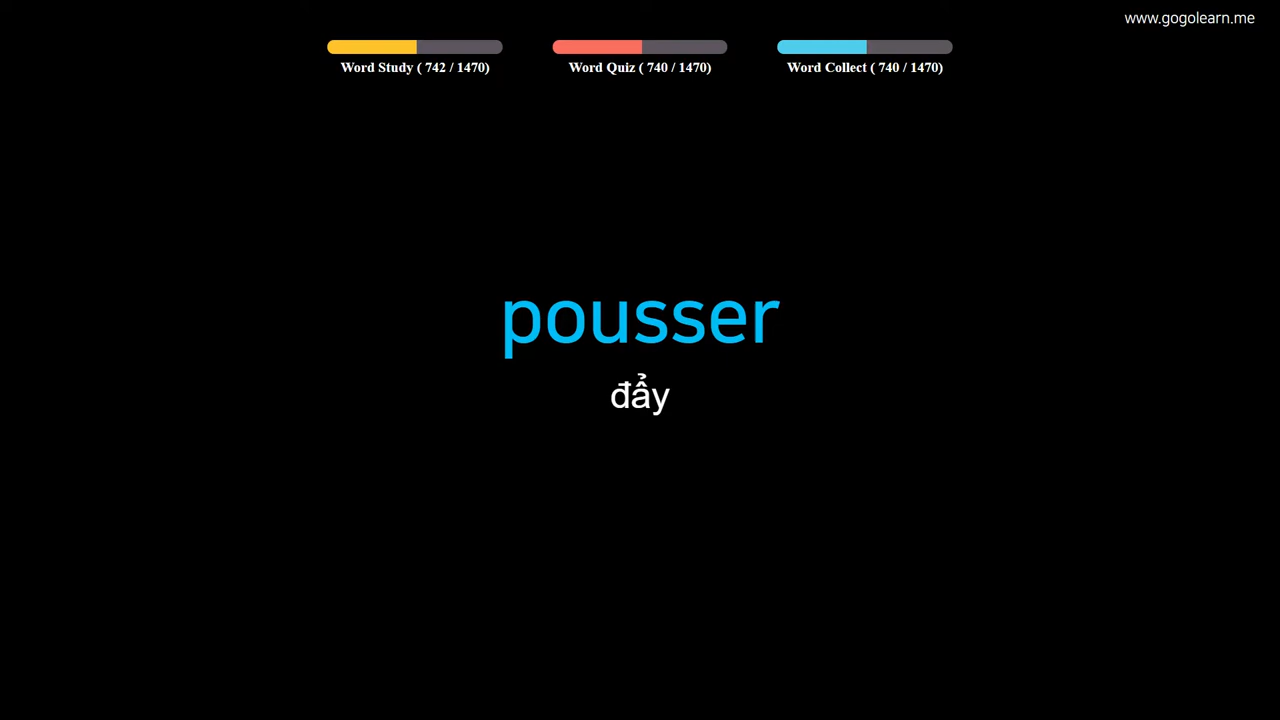 www.gogolearn.me
Word Study ( 742 / 1470)
Word Quiz ( 740 / 1470)
Word Collect ( 740 / 1470)
pousser
đẩy